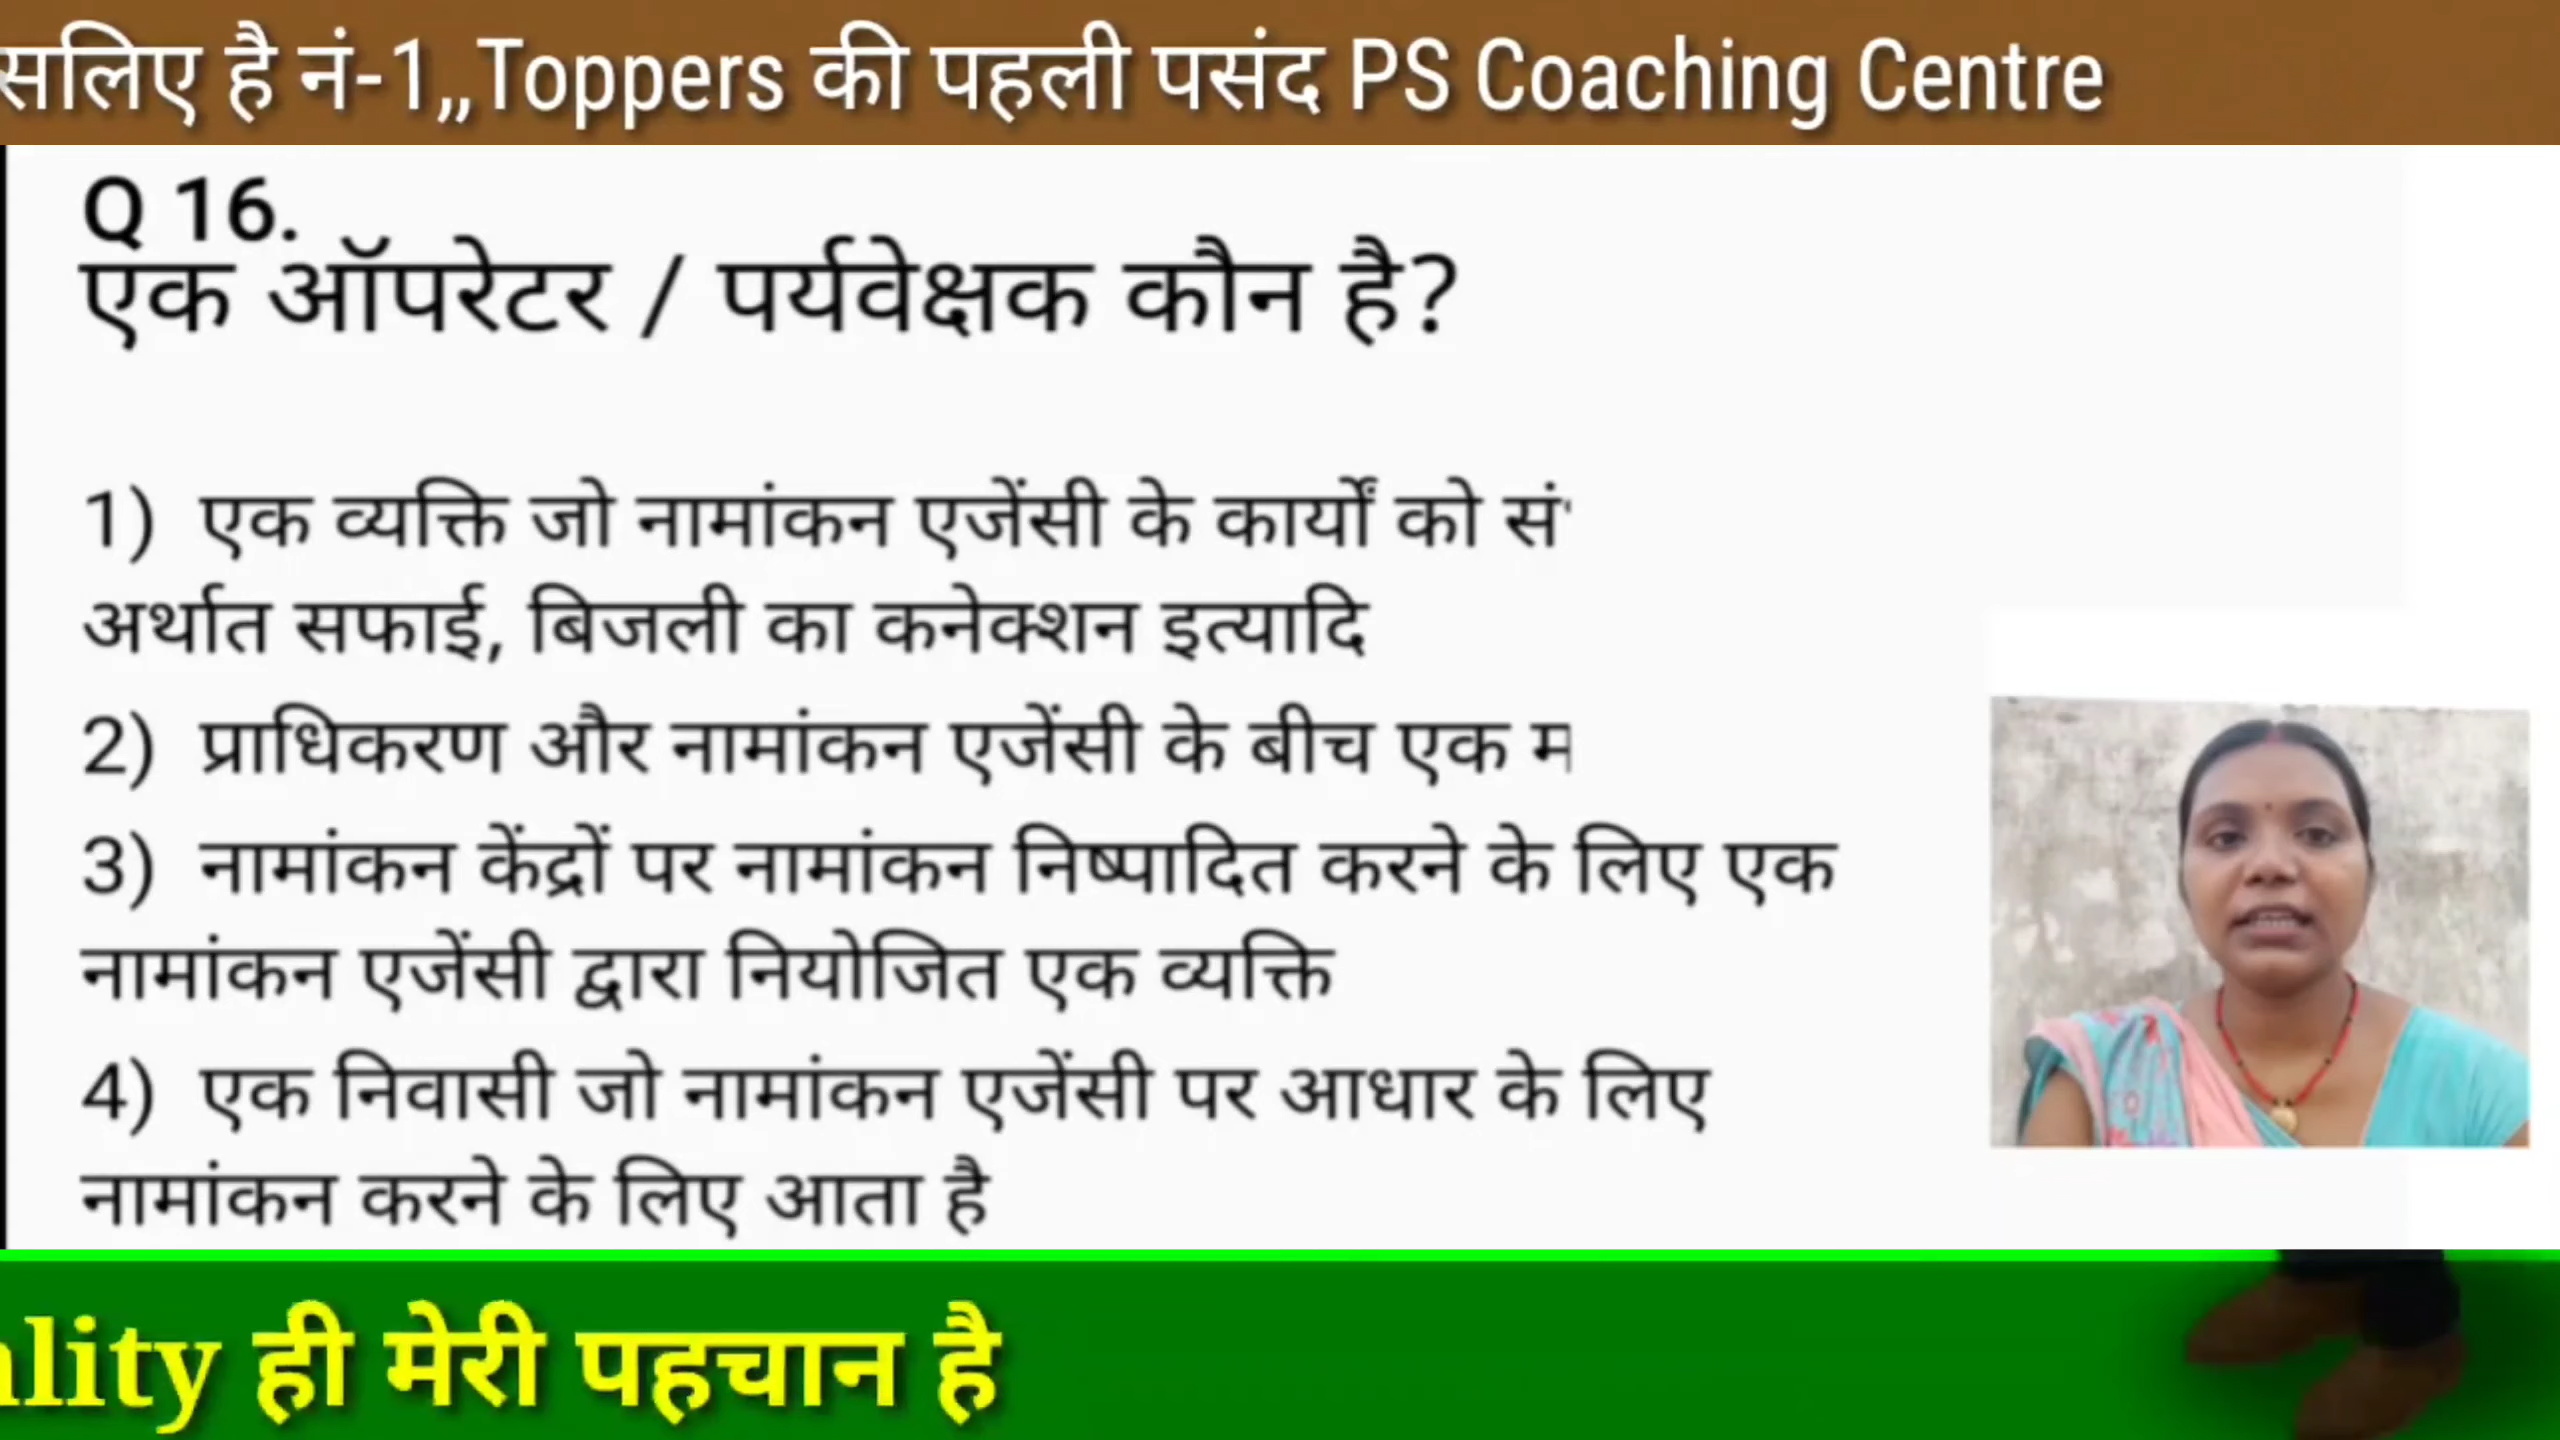 है नं-1,,Toppers की पहली पसंद PS Coaching Centre
Q 16.
एक ऑपरेटर / पर्यवेक्षक कौन है?
1) एक व्यक्ति जो नामांकन एजेंसी के कार्यों को
अर्थात सफाई, बिजली का कनेक्शन इत्यादि
2) प्राधिकरण और नामांकन एजेंसी के बीच एक
3) नामांकन केंद्रों पर नामांकन निष्पादित करने के लिए एक
नामांकन एजेंसी द्वारा नियोजित एक व्यक्ति
4) एक निवासी जो नामांकन एजेंसी पर आधार के लिए
नामांकन करने के लिए आता है
ही मेरी पहचान है